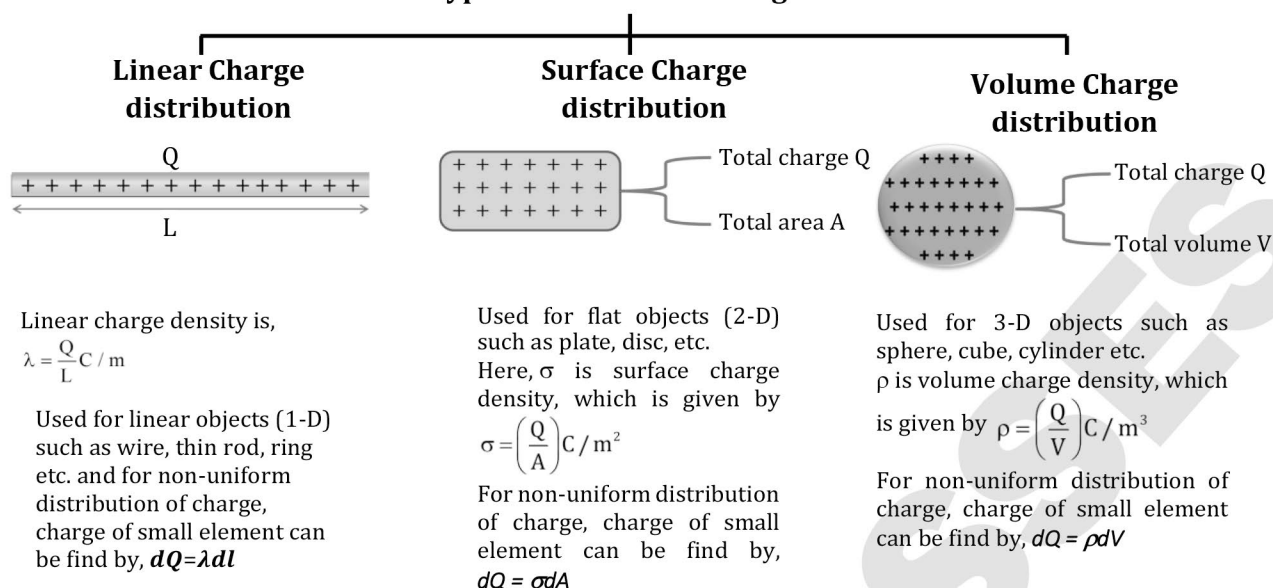 Linear Charge
distribution
Q
+ + + + + + + + + + + + + + +
L
Linear charge density is,
λ = Q/L C / m
Used for linear objects (1-D)
such as wire, thin rod, ring
etc. and for non-uniform
distribution of charge,
charge of small element can
be find by, dQ=λdl
Surface Charge
distribution
+ + + + + + +
+ + + + + + +
+ + + + + + +
Total charge Q
Total area A
Used for flat objects (2-D)
such as plate, disc, etc.
Here, σ is surface charge
density, which is given by
σ = (Q/A) C / m²
For non-uniform distribution
of charge, charge of small
element can be find by,
dQ = σdA
Volume Charge
distribution
++++
++++++++
++++++++
++++++++
++++
Total charge Q
Total volume V
Used for 3-D objects such as
sphere, cube, cylinder etc.
ρ is volume charge density, which
is given by ρ = (Q/V) C / m³
For non-uniform distribution of
charge, charge of small element
can be find by, dQ = ρdV
SSES